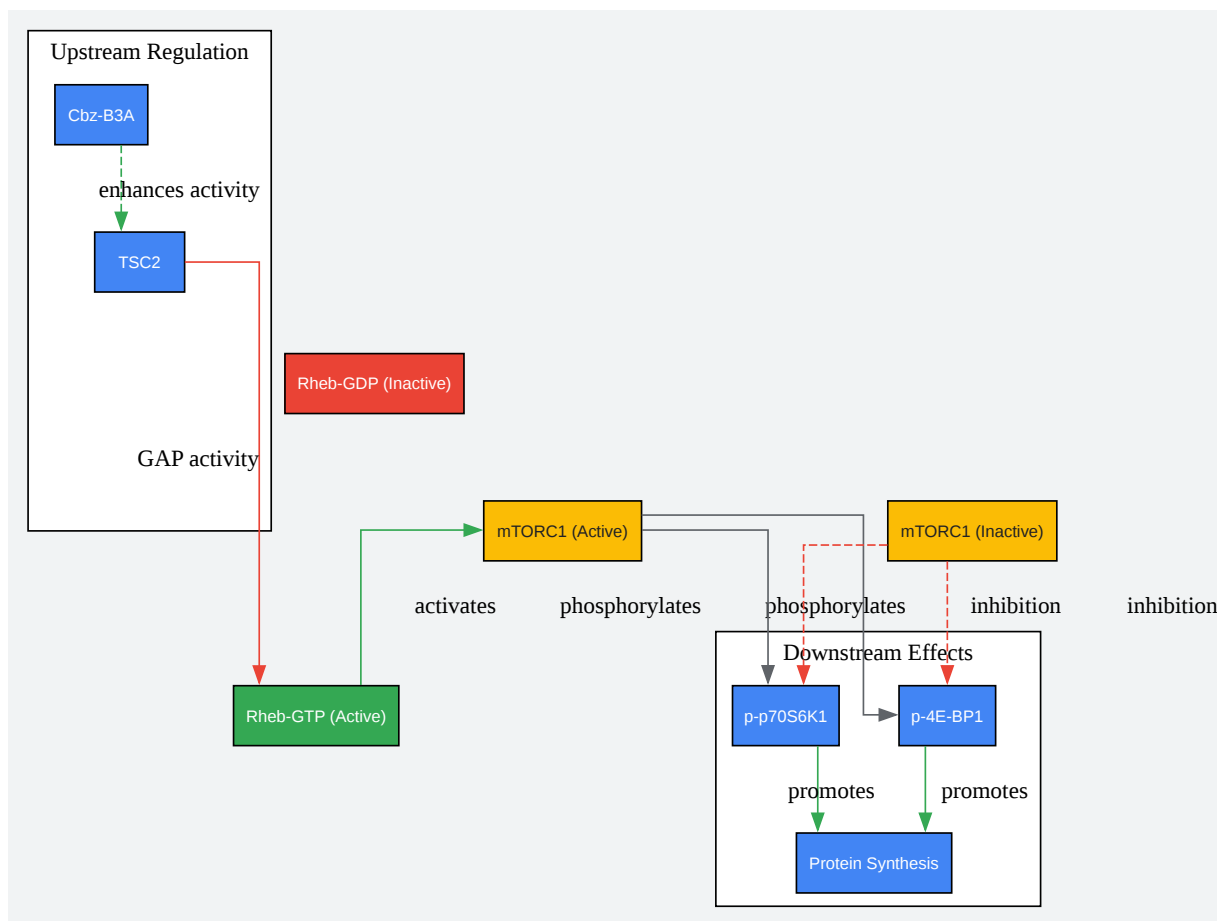 Upstream Regulation
Cbz-B3A
enhances activity
TSC2
Rheb-GDP (Inactive)
GAP activity
mTORC1 (Active)
mTORC1 (Inactive)
activates
phosphorylates
phosphorylates
inhibition
inhibition
Downstream Effects
Rheb-GTP (Active)
p-p70S6K1
p-4E-BP1
promotes
promotes
Protein Synthesis